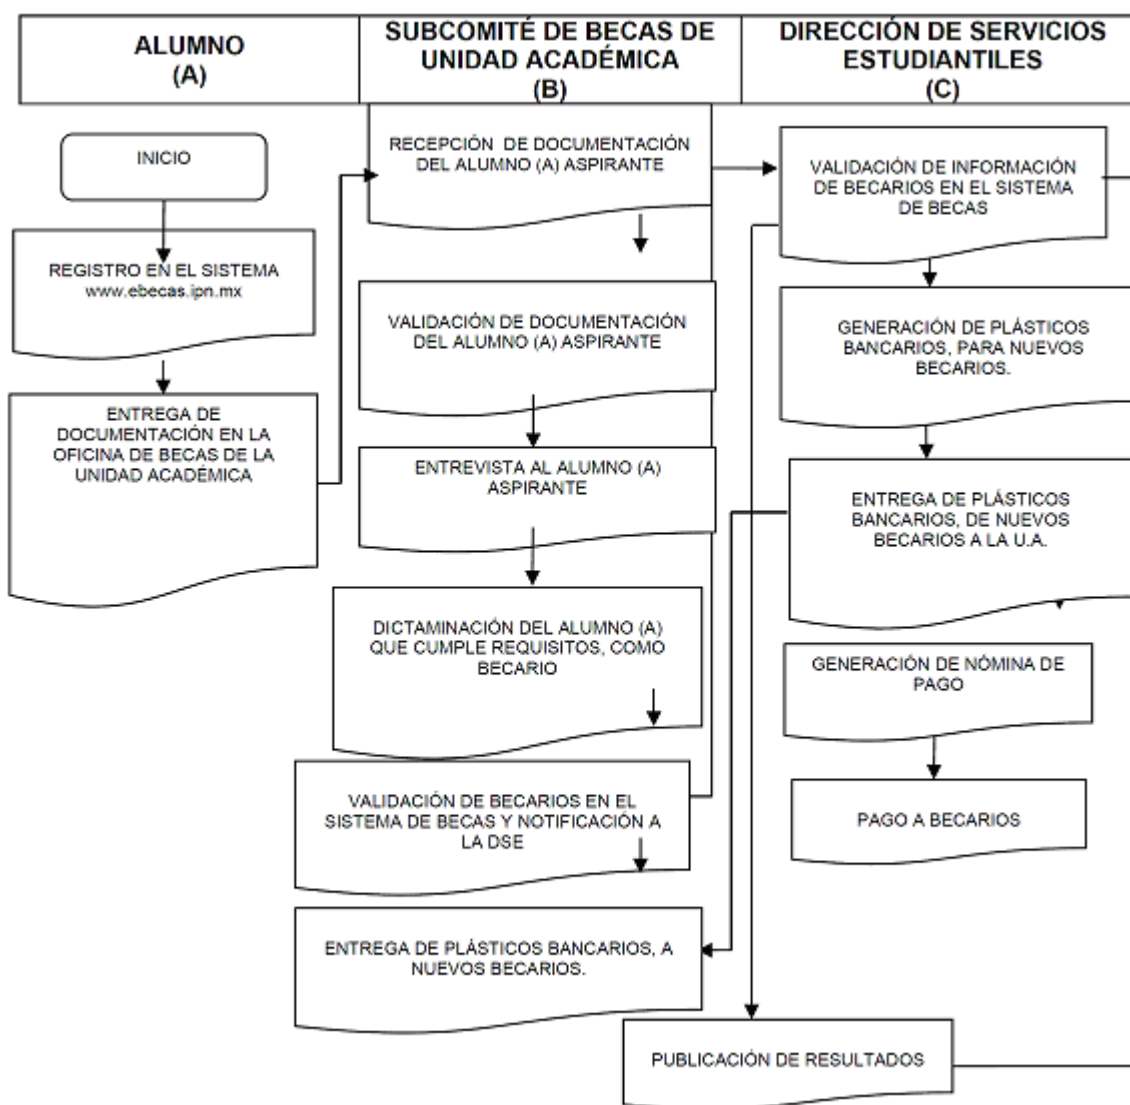 ALUMNO
(A)
SUBCOMITÉ DE BECAS DE
UNIDAD ACADÉMICA
(B)
DIRECCIÓN DE SERVICIOS
ESTUDIANTILES
(C)
INICIO
REGISTRO EN EL SISTEMA
www.ebecas.ipn.mx
ENTREGA DE
DOCUMENTACIÓN EN LA
OFICINA DE BECAS DE LA
UNIDAD ACADÉMICA
RECEPCIÓN DE DOCUMENTACIÓN
DEL ALUMNO (A) ASPIRANTE
VALIDACIÓN DE DOCUMENTACIÓN
DEL ALUMNO (A) ASPIRANTE
ENTREVISTA AL ALUMNO (A)
ASPIRANTE
DICTAMINACIÓN DEL ALUMNO (A)
QUE CUMPLE REQUISITOS, COMO
BECARIO
VALIDACIÓN DE BECARIOS EN EL
SISTEMA DE BECAS Y NOTIFICACIÓN A
LA DSE
ENTREGA DE PLÁSTICOS BANCARIOS, A
NUEVOS BECARIOS.
VALIDACIÓN DE INFORMACIÓN
DE BECARIOS EN EL SISTEMA
DE BECAS
GENERACIÓN DE PLÁSTICOS
BANCARIOS, PARA NUEVOS
BECARIOS.
ENTREGA DE PLÁSTICOS
BANCARIOS, DE NUEVOS
BECARIOS A LA U.A.
GENERACIÓN DE NÓMINA DE
PAGO
PAGO A BECARIOS
PUBLICACIÓN DE RESULTADOS